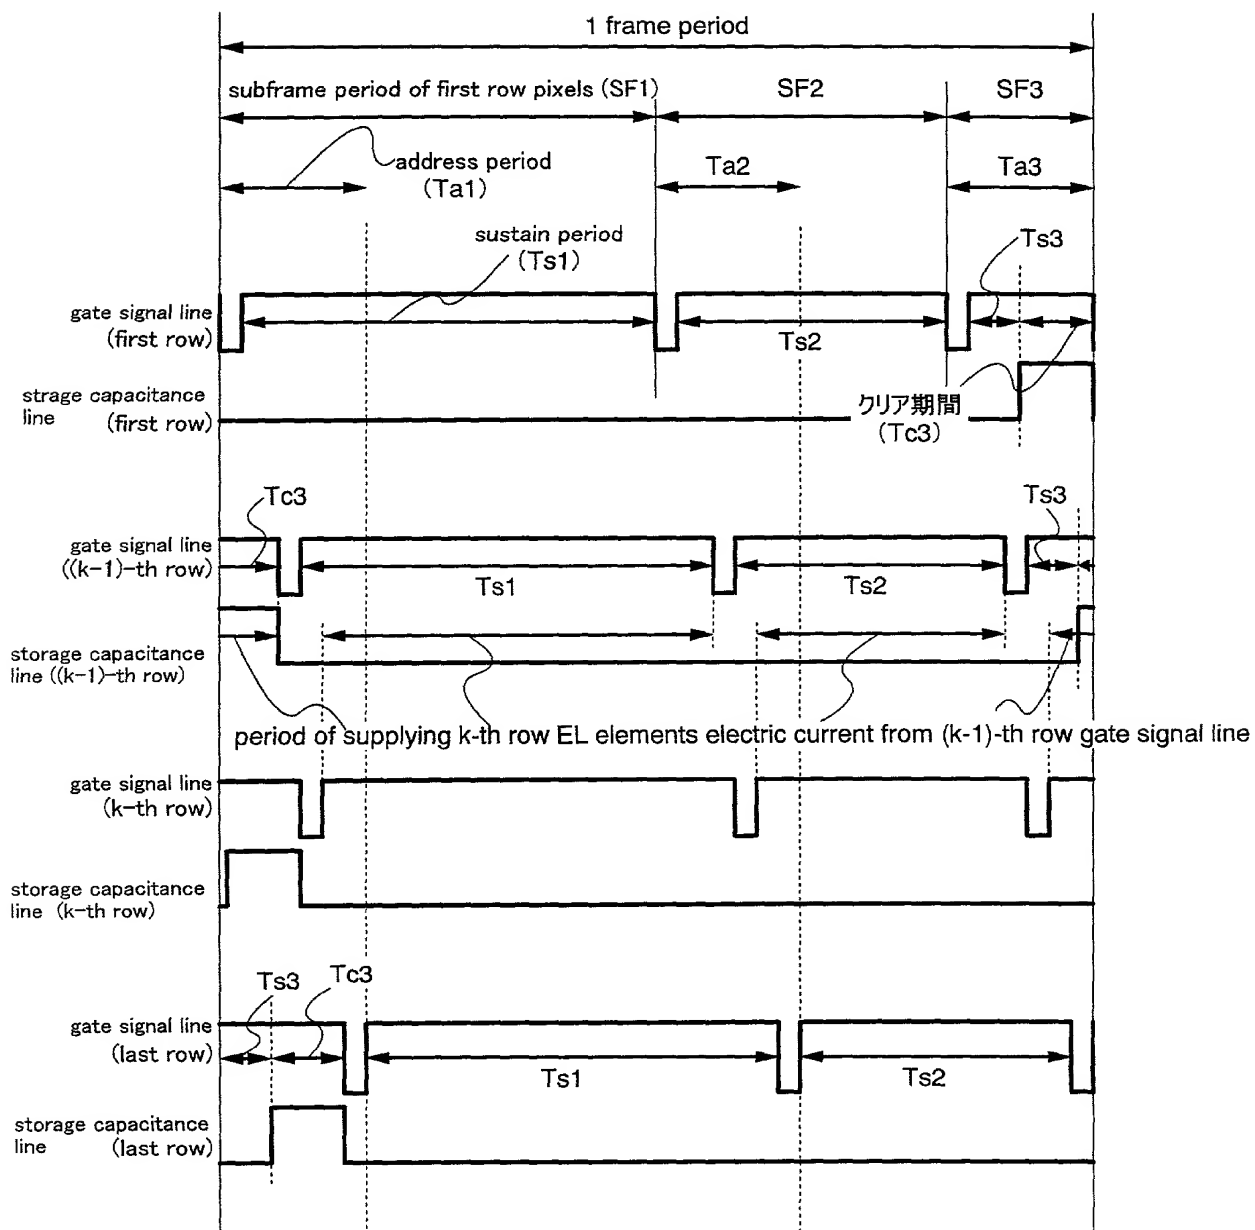 1 frame period
subframe period of first row pixels (SF1)
SF2
SF3
address period
(Ta1)
Ta2
Ta3
sustain period
(Ts1)
Ts3
gate signal line
(first row)
Ts2
strage capacitance
line (first row)
クリア期間
(Tc3)
Tc3
Ts3
gate signal line
((k-1)-th row)
Ts1
Ts2
storage capacitance
line ((k-1)-th row)
period of supplying k-th row EL elements electric current from (k-1)-th row gate signal line
gate signal line
(k-th row)
storage capacitance
line (k-th row)
Ts3
Tc3
gate signal line
(last row)
Ts1
Ts2
storage capacitance
line (last row)